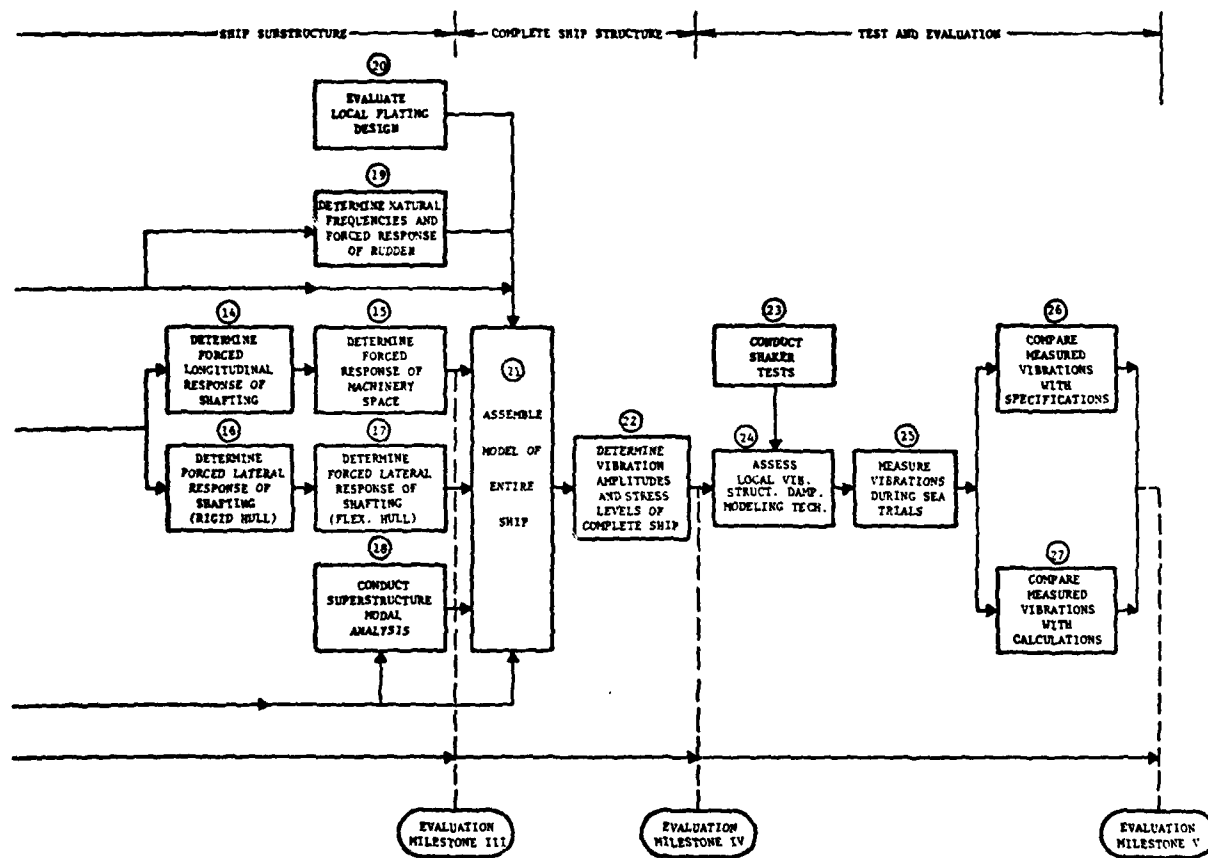 SHIP SUBSTRUCTURE
COMPLETE SHIP STRUCTURE
TEST AND EVALUATION
20
EVALUATE
LOCAL PLATING
DESIGN
19
DETERMINE NATURAL
FREQUENCIES AND
FORCED RESPONSE
OF RUDDER
14
DETERMINE
FORCED
LONGITUDINAL
RESPONSE OF
SHAFTING
15
DETERMINE
FORCED
RESPONSE OF
MACHINERY
SPACE
16
DETERMINE
FORCED LATERAL
RESPONSE OF
SHAFTING
(RIGID HULL)
17
DETERMINE
FORCED LATERAL
RESPONSE OF
SHAFTING
(FLEX. HULL)
18
CONDUCT
SUPERSTRUCTURE
MODAL
ANALYSIS
21
ASSEMBLE
MODEL OF
ENTIRE
SHIP
22
DETERMINE
VIBRATION
AMPLITUDES
AND STRESS
LEVELS OF
COMPLETE SHIP
23
CONDUCT
SHAKER
TESTS
24
ASSESS
LOCAL VIB.
STRUCT. DAMP.
MODELING TECH.
25
MEASURE
VIBRATIONS
DURING SEA
TRIALS
26
COMPARE
MEASURED
VIBRATIONS
WITH
SPECIFICATIONS
27
COMPARE
MEASURED
VIBRATIONS
WITH
CALCULATIONS
EVALUATION
MILESTONE III
EVALUATION
MILESTONE IV
EVALUATION
MILESTONE V